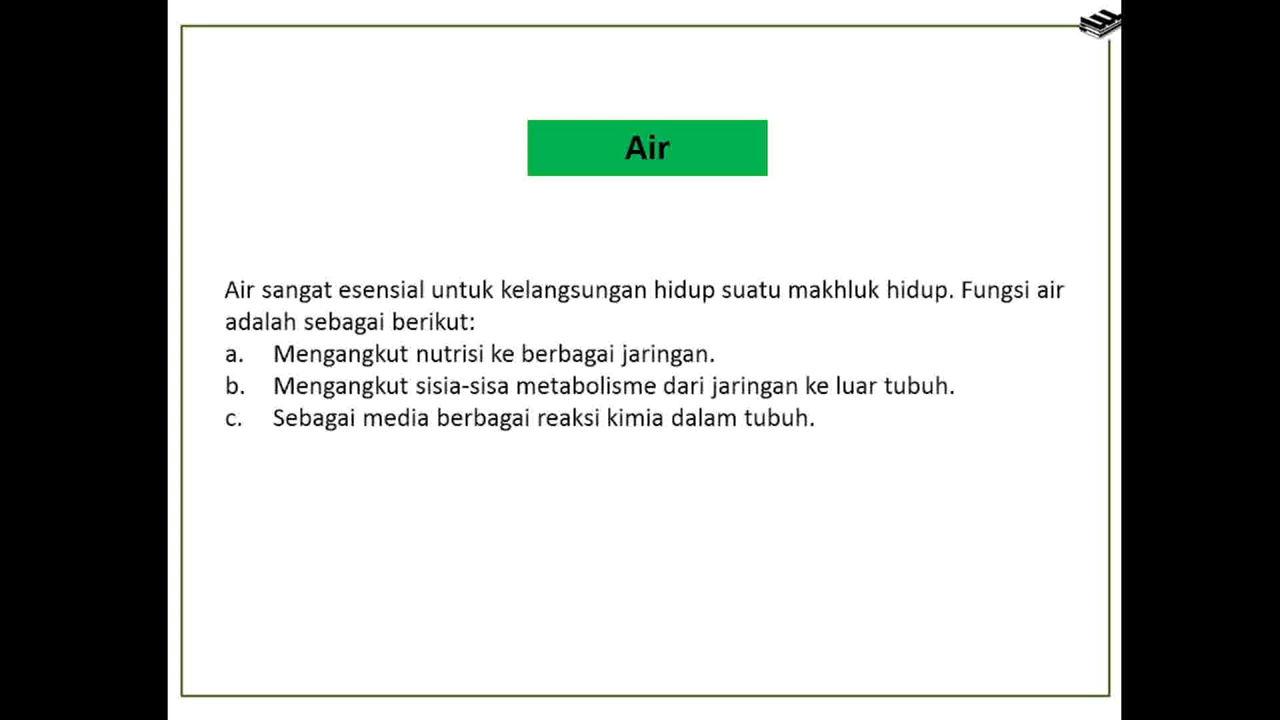 Air
Air sangat esensial untuk kelangsungan hidup suatu makhluk hidup. Fungsi air
adalah sebagai berikut:
a. Mengangkut nutrisi ke berbagai jaringan.
b. Mengangkut sisia-sisa metabolisme dari jaringan ke luar tubuh.
c. Sebagai media berbagai reaksi kimia dalam tubuh.